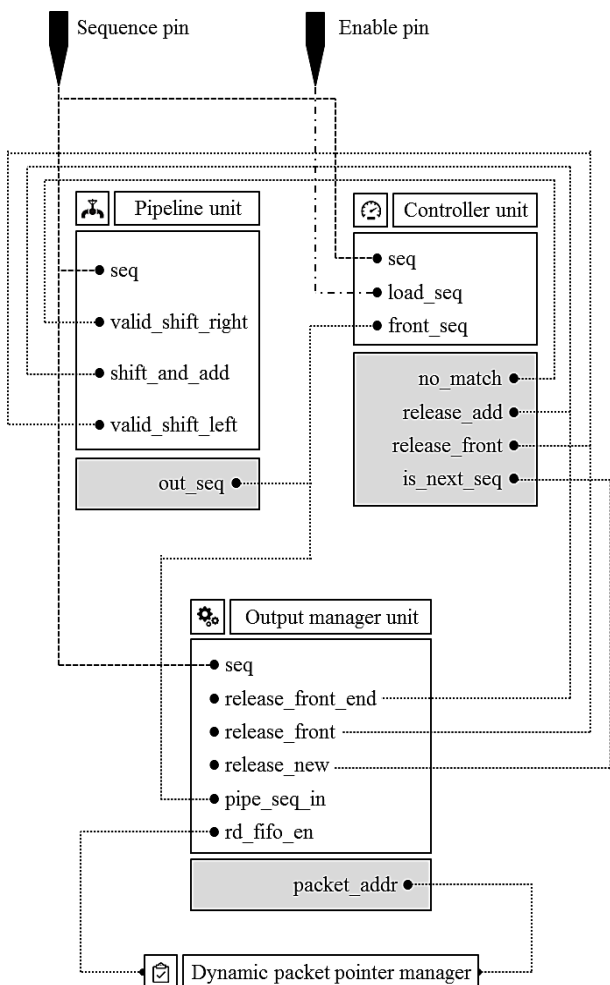 Sequence pin
Enable pin
Pipeline unit
seq
valid_shift_right
shift_and_add
valid_shift_left
out_seq
Controller unit
seq
load_seq
front_seq
no_match
release_add
release_front
is_next_seq
Output manager unit
seq
release_front_end
release_front
release_new
pipe_seq_in
rd_fifo_en
packet_addr
Dynamic packet pointer manager